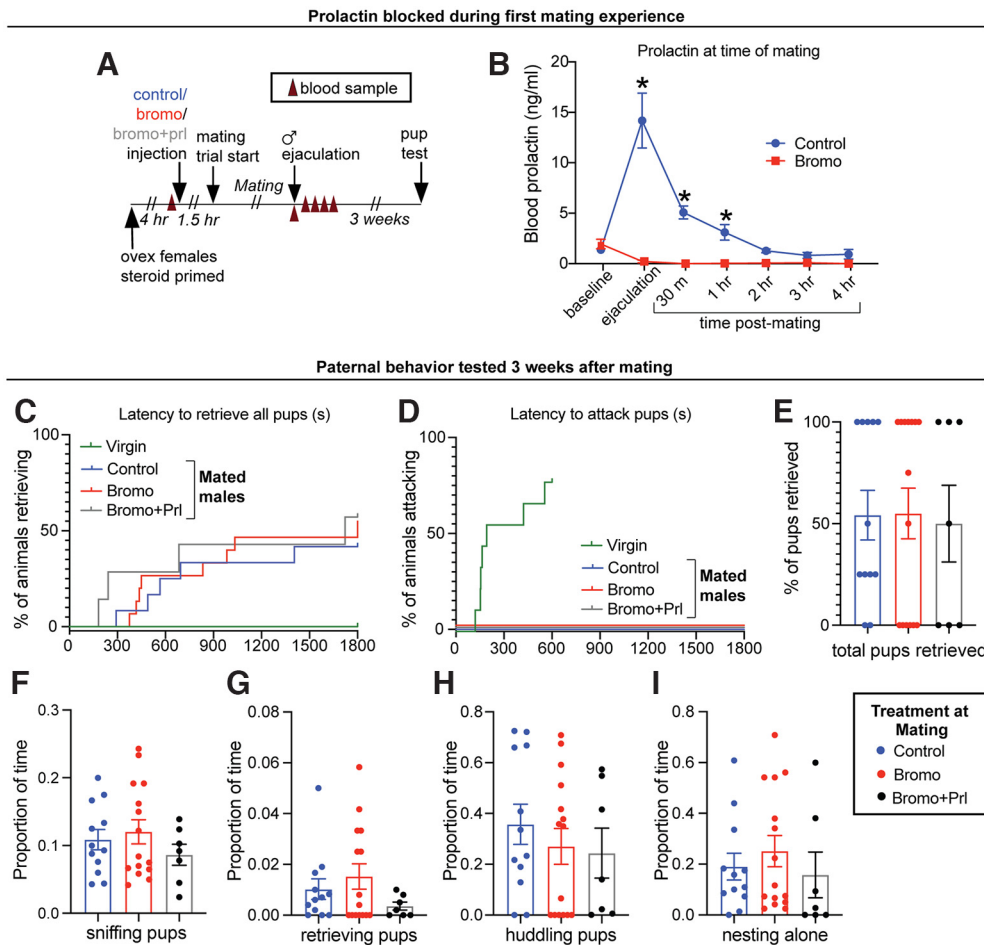 Prolactin blocked during first mating experience
A
control/
bromo/
bromo+prl
injection
mating
trial start
blood sample
♂
ejaculation
pup
test
Mating
4 hr
1.5 hr
3 weeks
ovex females
steroid primed
B
Prolactin at time of mating
Blood prolactin (ng/ml)
20
15
10
5
0
*
*
*
Control
Bromo
baseline
ejaculation
30 m
1 hr
2 hr
3 hr
4 hr
time post-mating
Paternal behavior tested 3 weeks after mating
C
Latency to retrieve all pups (s)
% of animals retrieving
100
50
0
Virgin
Control
Bromo
Bromo+Prl
Mated
males
0 300 600 900 1200 1500 1800
D
Latency to attack pups (s)
% of animals attacking
100
50
0
Virgin
Control
Bromo
Bromo+Prl
Mated
males
0 300 600 900 1200 1500 1800
E
% of pups retrieved
100
50
0
total pups retrieved
F
Proportion of time
0.3
0.2
0.1
0.0
sniffing pups
G
Proportion of time
0.08
0.06
0.04
0.02
0.00
retrieving pups
H
Proportion of time
0.8
0.6
0.4
0.2
0.0
huddling pups
I
Proportion of time
0.8
0.6
0.4
0.2
0.0
nesting alone
Treatment at
Mating
Control
Bromo
Bromo+Prl